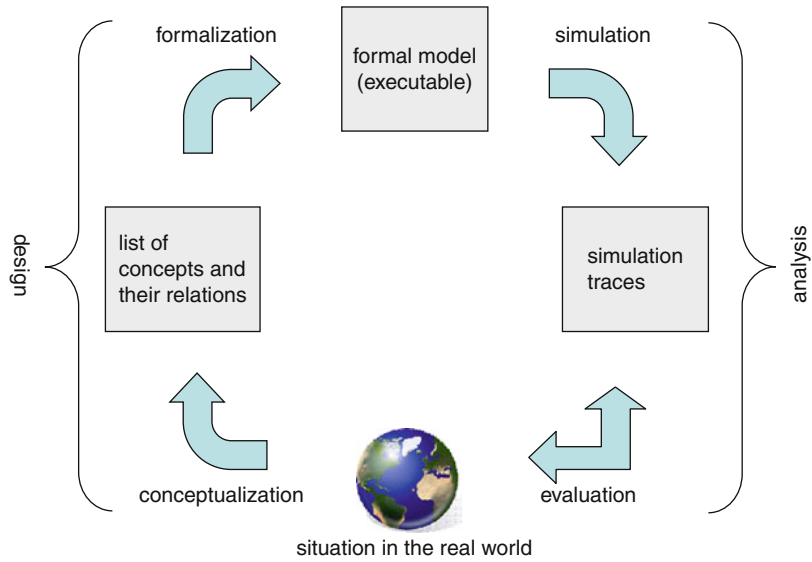 formalization
formal model
(executable)
simulation
design
list of
concepts and
their relations
simulation
traces
analysis
conceptualization
evaluation
situation in the real world